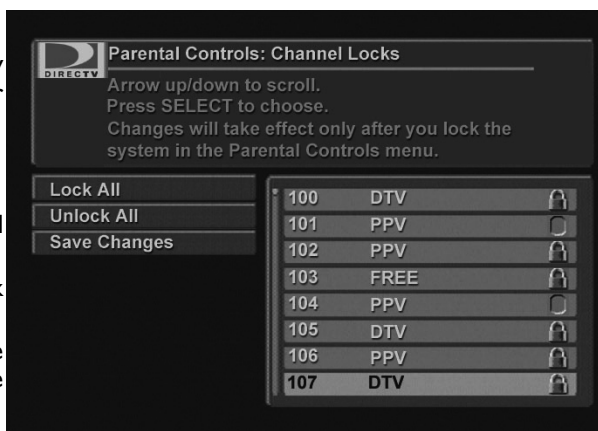 DIRECTV
Parental Controls: Channel Locks
Arrow up/down to scroll.
Press SELECT to choose.
Changes will take effect only after you lock the
system in the Parental Controls menu.
Lock All
Unlock All
Save Changes
100 DTV
101 PPV
102 PPV
103 FREE
104 PPV
105 DTV
106 PPV
107 DTV